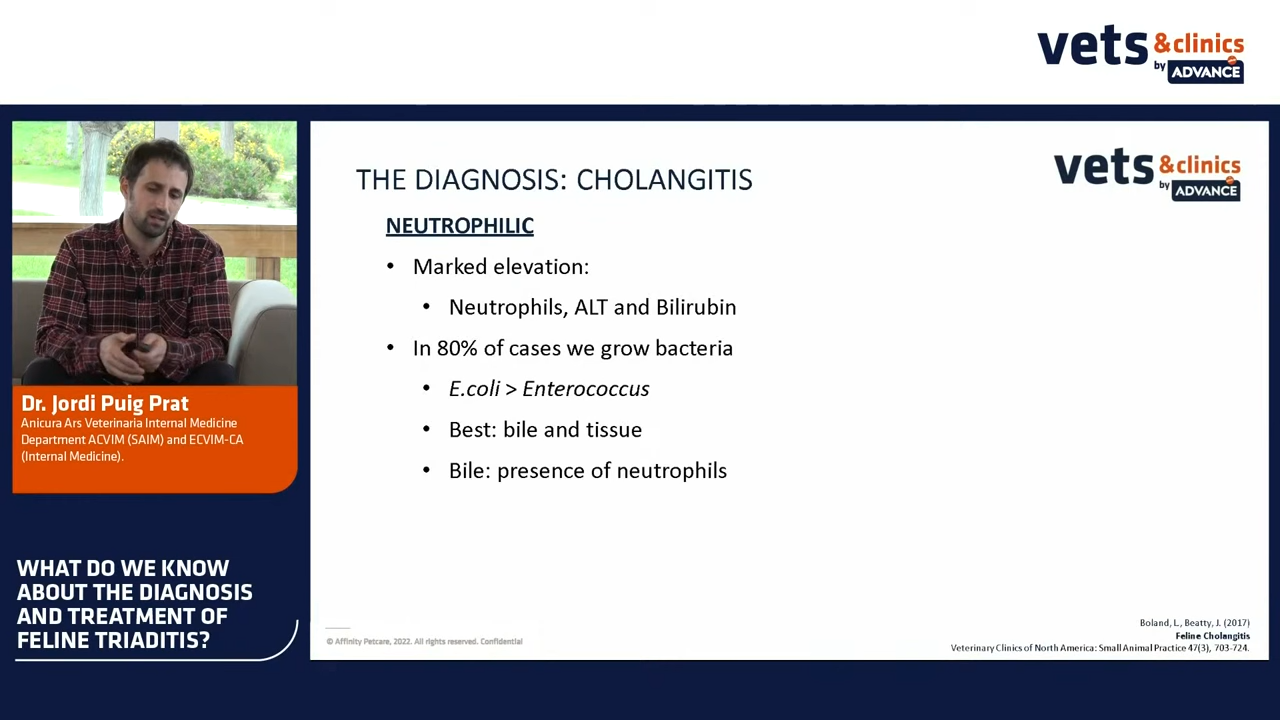 vets &clinics
by ADVANCE
vets &clinics
by ADVANCE
THE DIAGNOSIS: CHOLANGITIS
NEUTROPHILIC
• Marked elevation:
• Neutrophils, ALT and Bilirubin
• In 80% of cases we grow bacteria
• E.coli > Enterococcus
• Best: bile and tissue
• Bile: presence of neutrophils
Dr. Jordi Puig Prat
Anicura Ars Veterinaria Internal Medicine
Department ACVIM (SAIM) and ECVIM-CA
(Internal Medicine).
WHAT DO WE KNOW
ABOUT THE DIAGNOSIS
AND TREATMENT OF
FELINE TRIADITIS?
© Affinity Petcare, 2022. All rights reserved. Confidential
Boland, L., Beatty, J. (2017)
Feline Cholangitis
Veterinary Clinics of North America: Small Animal Practice 47(3), 703-724.